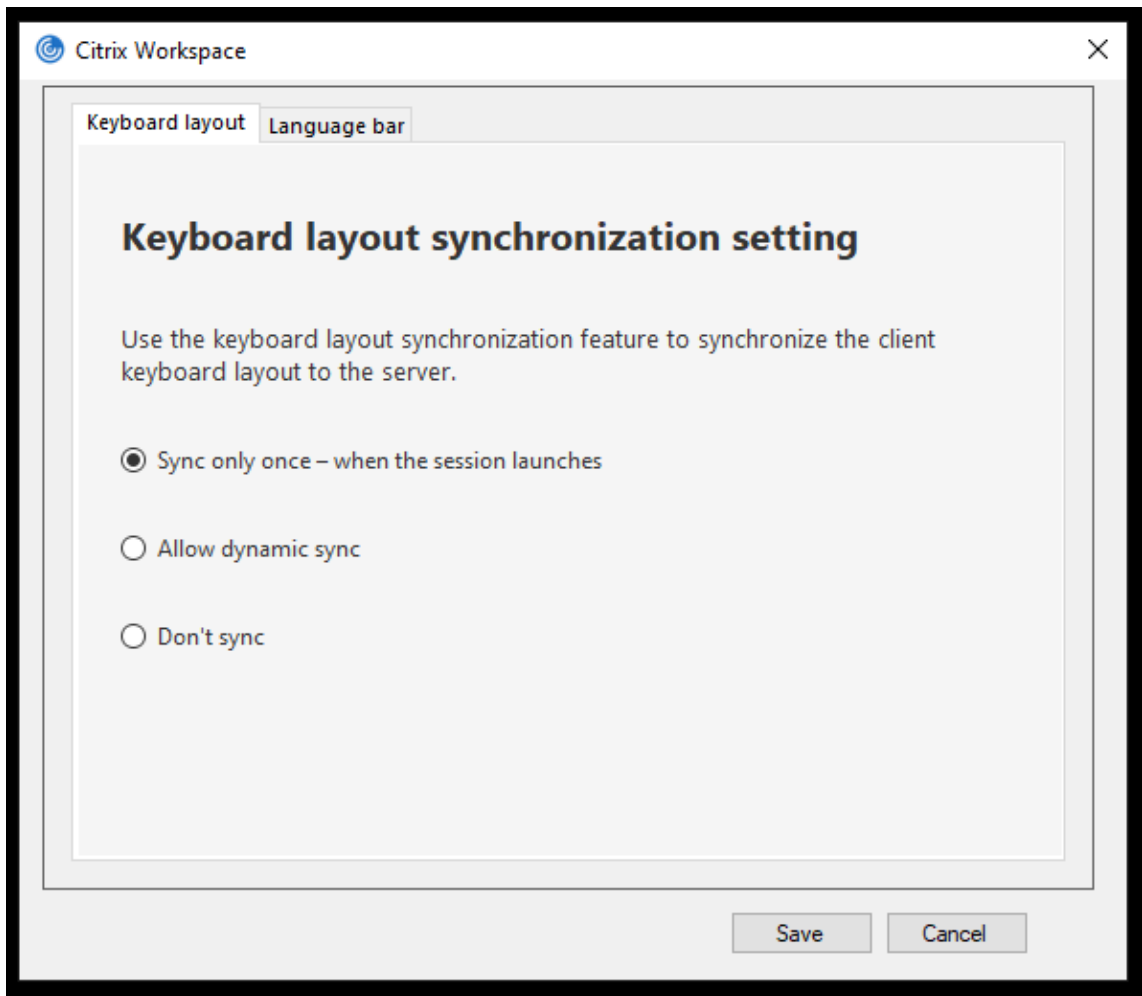 Citrix Workspace
Keyboard layout
Language bar
Keyboard layout synchronization setting
Use the keyboard layout synchronization feature to synchronize the client
keyboard layout to the server.
Sync only once – when the session launches
Allow dynamic sync
Don't sync
Save
Cancel